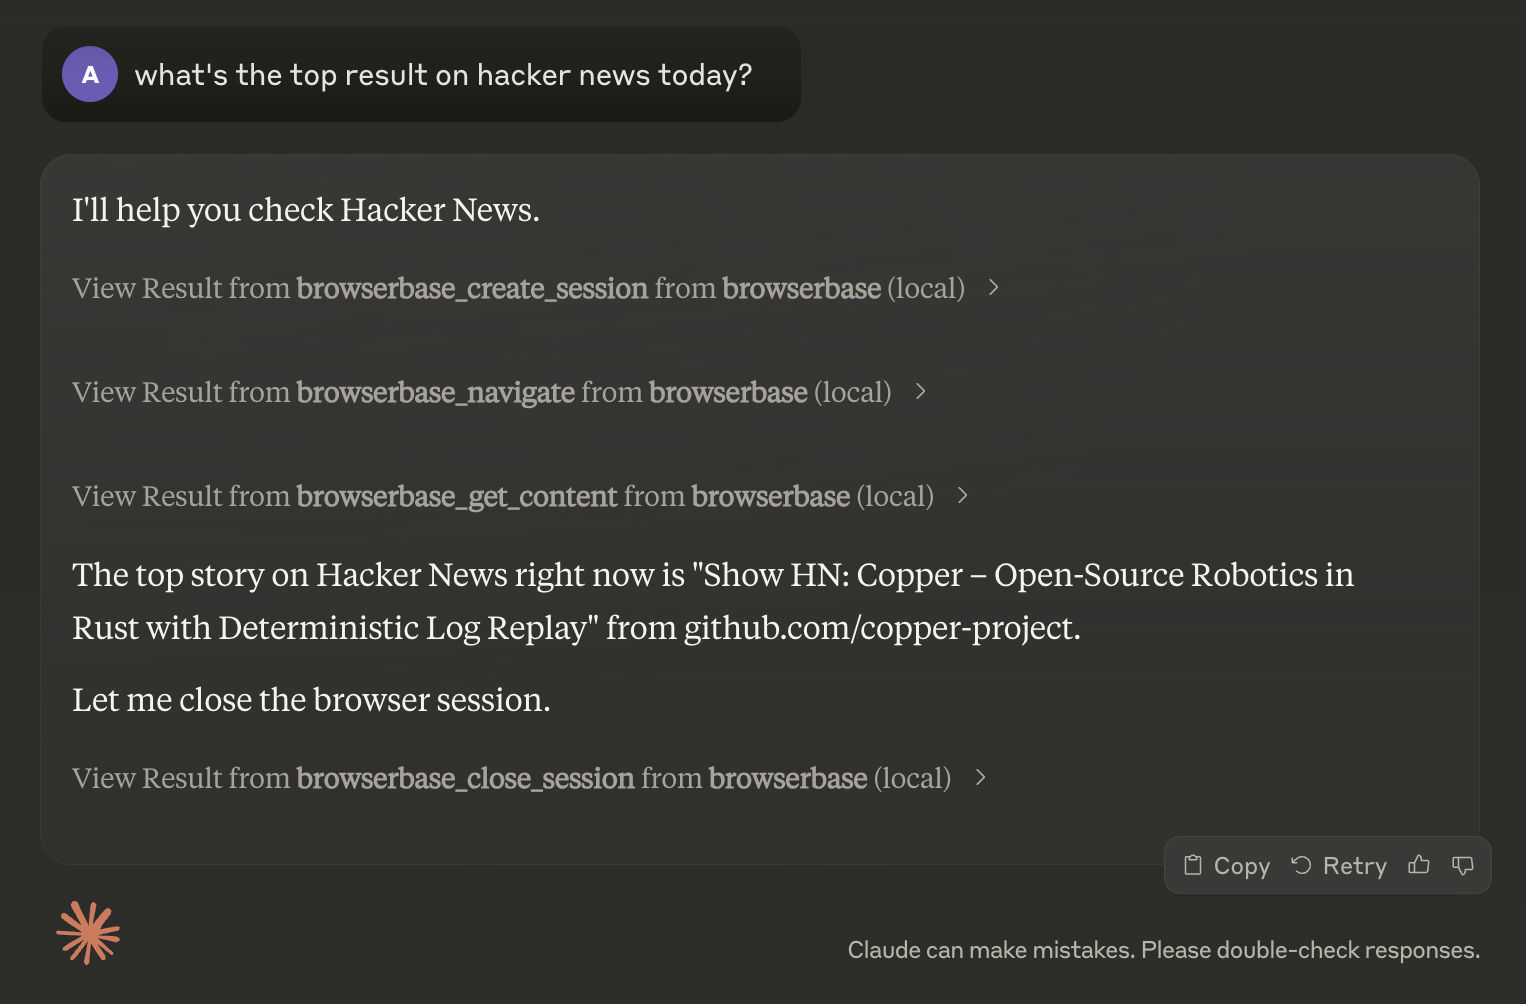 A
what's the top result on hacker news today?
I'll help you check Hacker News.
View Result from browserbase_create_session from browserbase (local)
View Result from browserbase_navigate from browserbase (local)
View Result from browserbase_get_content from browserbase (local)
The top story on Hacker News right now is "Show HN: Copper – Open-Source Robotics in
Rust with Deterministic Log Replay" from github.com/copper-project.
Let me close the browser session.
View Result from browserbase_close_session from browserbase (local)
Copy Retry
Claude can make mistakes. Please double-check responses.